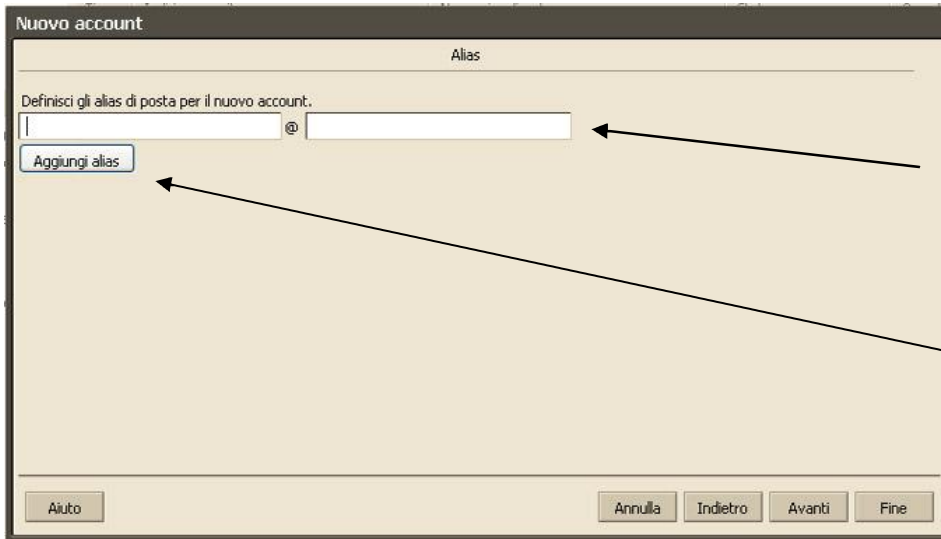 Nuovo account
Alias
Definisci gli alias di posta per il nuovo account.
@
Aggiungi alias
Aiuto Annulla Indietro Avanti Fine